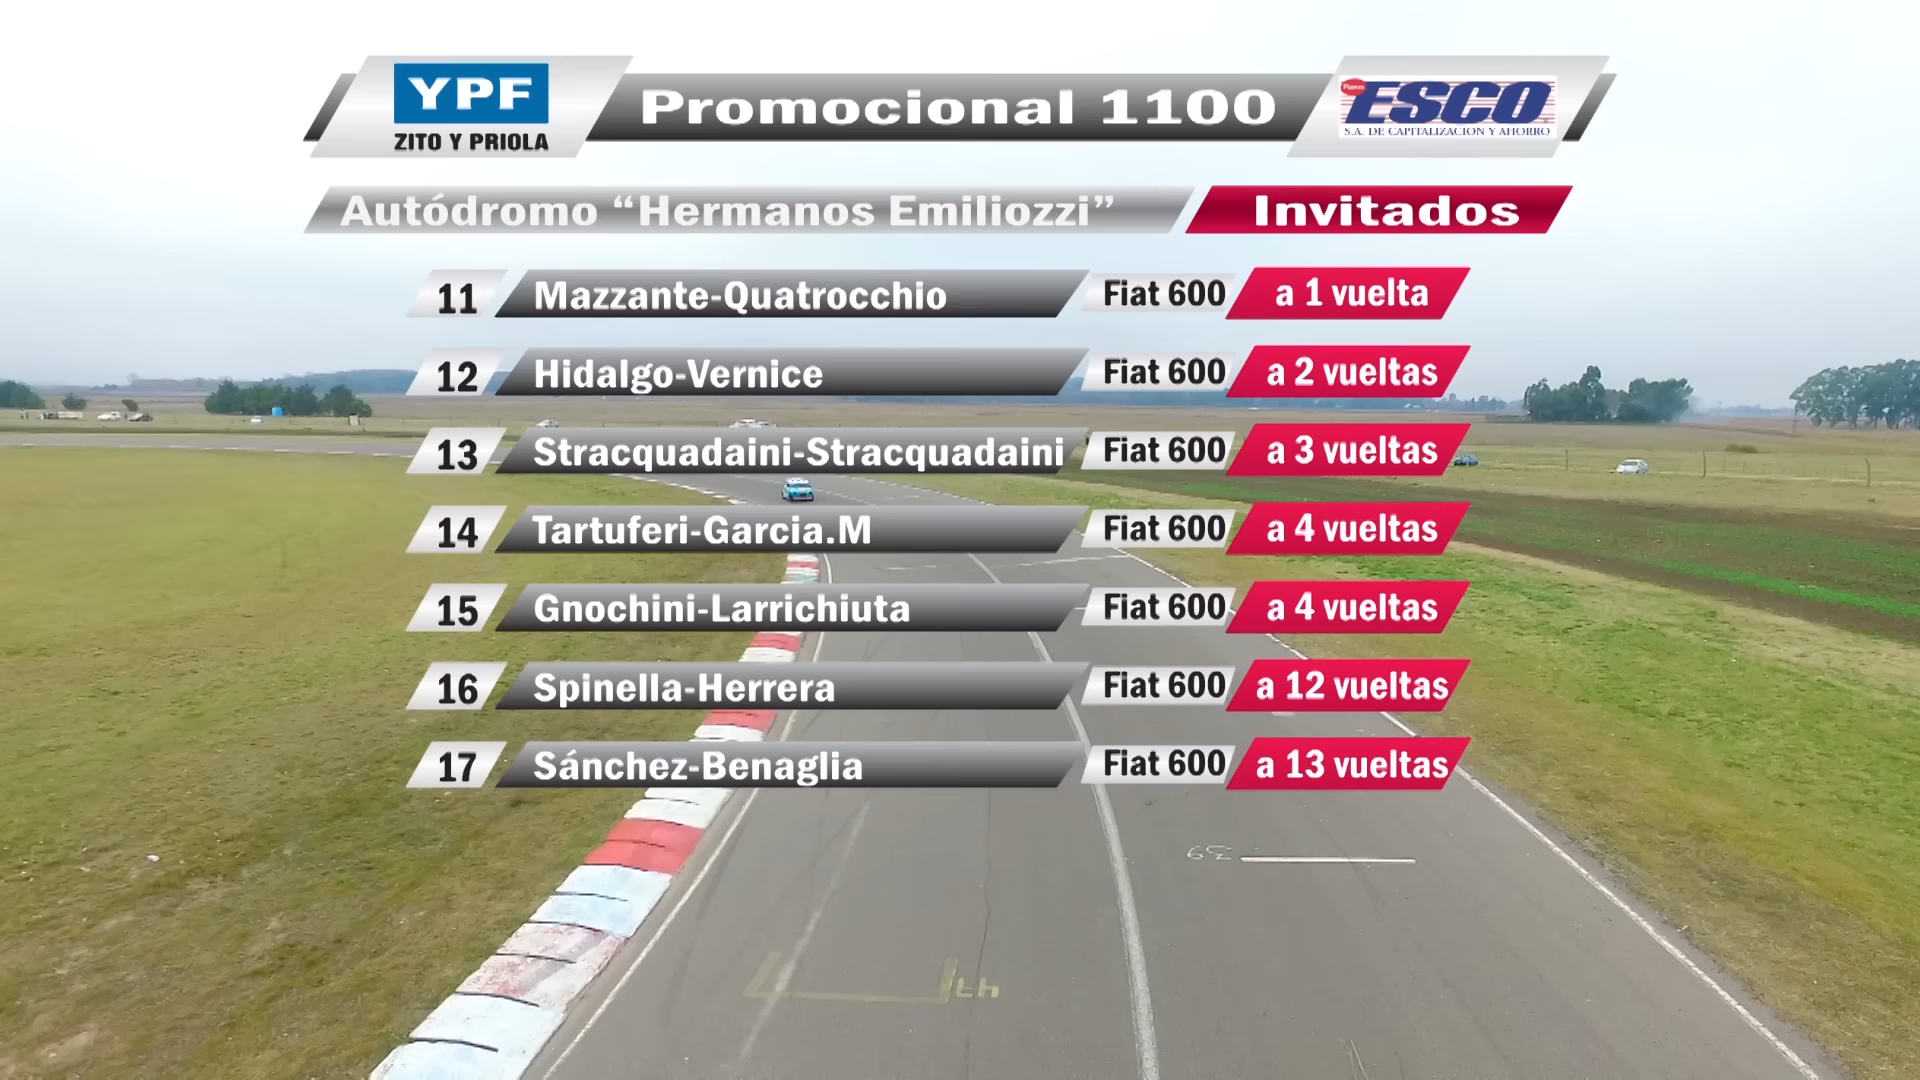 YPF
ZITO Y PRIOLA
Promocional 1100
Planes
ESCO
S.A. DE CAPITALIZACION Y AHORRO
Autódromo “Hermanos Emiliozzi”
Invitados
11 Mazzante-Quatrocchio Fiat 600 a 1 vuelta
12 Hidalgo-Vernice Fiat 600 a 2 vueltas
13 Stracquadaini-Stracquadaini Fiat 600 a 3 vueltas
14 Tartuferi-Garcia.M Fiat 600 a 4 vueltas
15 Gnochini-Larrichiuta Fiat 600 a 4 vueltas
16 Spinella-Herrera Fiat 600 a 12 vueltas
17 Sánchez-Benaglia Fiat 600 a 13 vueltas